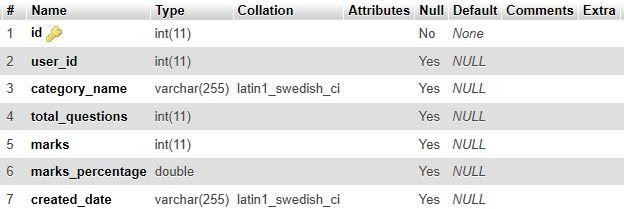 # Name Type Collation Attributes Null Default Comments Extra
1 id int(11) No None
2 user_id int(11) Yes NULL
3 category_name varchar(255) latin1_swedish_ci Yes NULL
4 total_questions int(11) Yes NULL
5 marks int(11) Yes NULL
6 marks_percentage double Yes NULL
7 created_date varchar(255) latin1_swedish_ci Yes NULL